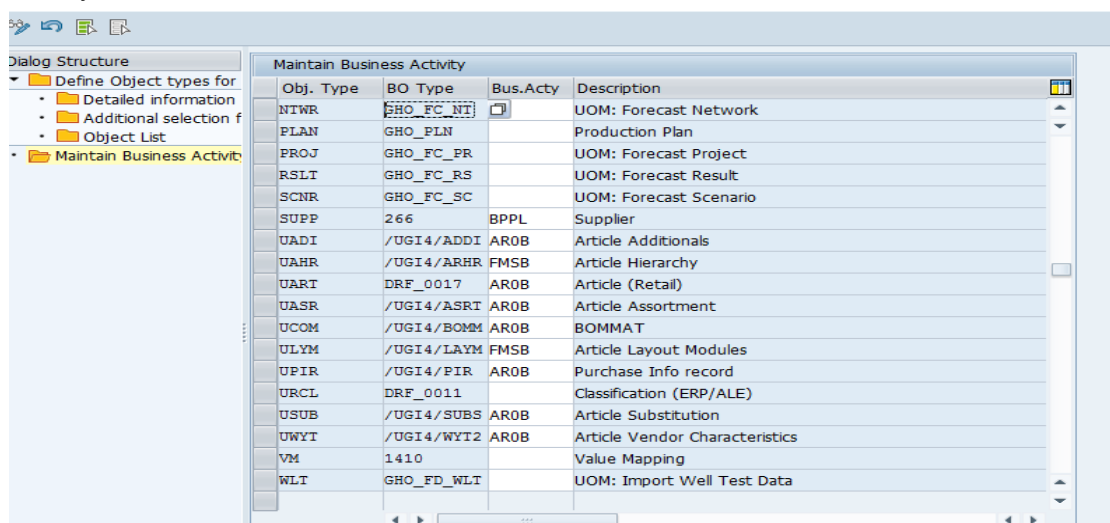 Dialog Structure
Define Object types for
Detailed information
Additional selection f
Object List
Maintain Business Activity
Maintain Business Activity
Obj. Type BO Type Bus.Acty Description
NTWR GHO_FC_NT UOM: Forecast Network
PLAN GHO_PLN Production Plan
PROJ GHO_FC_PR UOM: Forecast Project
RSLT GHO_FC_RS UOM: Forecast Result
SCNR GHO_FC_SC UOM: Forecast Scenario
SUPP 266 BPPL Supplier
UADI /UGI4/ADDI AR0B Article Additionals
UAHR /UGI4/ARHR FMSB Article Hierarchy
UART DRF_0017 AR0B Article (Retail)
UASR /UGI4/ASRT AR0B Article Assortment
UCOM /UGI4/BOMM AR0B BOMMAT
ULYM /UGI4/LAYM FMSB Article Layout Modules
UPIR /UGI4/PIR AR0B Purchase Info record
URCL DRF_0011 Classification (ERP/ALE)
USUB /UGI4/SUBS AR0B Article Substitution
UWYT /UGI4/WYT2 AR0B Article Vendor Characteristics
VM 1410 Value Mapping
WLT GHO_FD_WLT UOM: Import Well Test Data